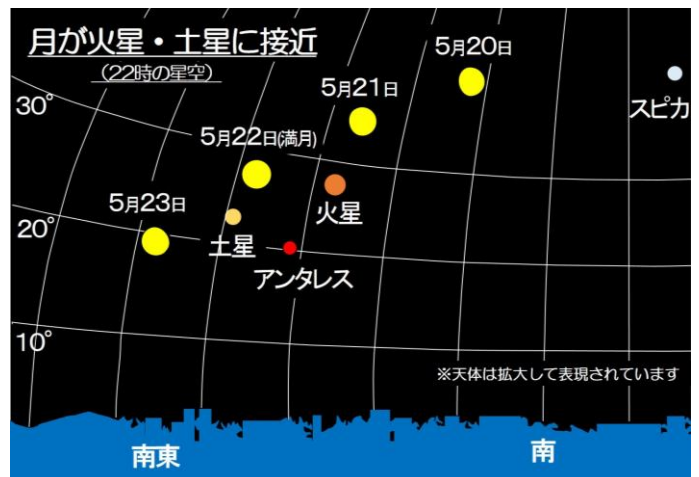 月が火星・土星に接近
(22時の星空)
5月20日
5月21日
スピカ
30°
5月22日(満月)
5月23日
火星
20°
土星
アンタレス
10°
※天体は拡大して表現されています
南東
南